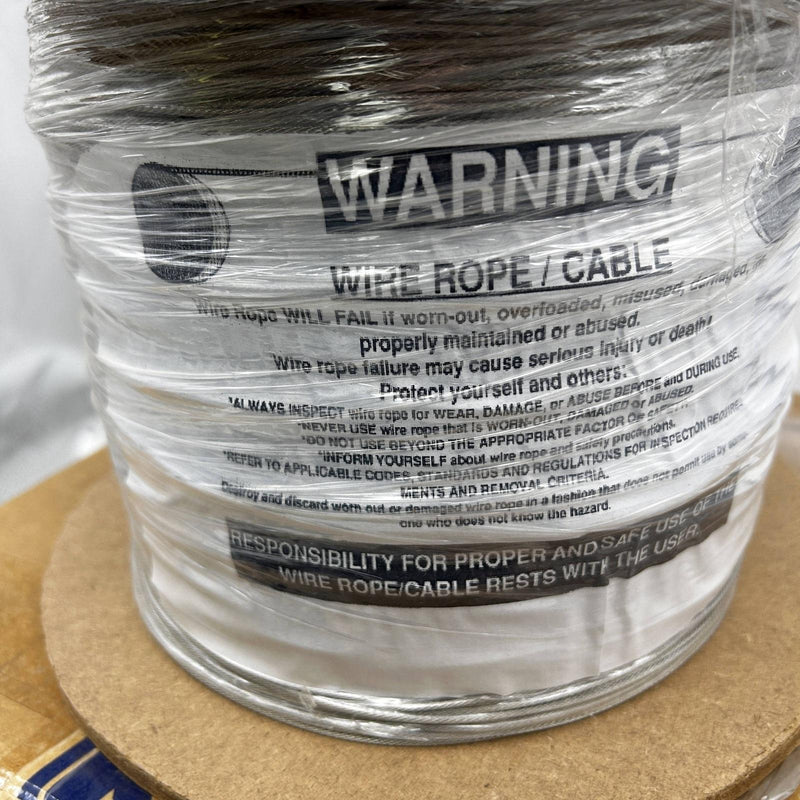 WARNING
WIRE ROPE / CABLE
Wire Rope WILL FAIL if worn-out, overloaded, misused, damaged,
properly maintained or abused.
Wire rope failure may cause serious injury or death!
Protect yourself and others:
*ALWAYS INSPECT wire rope for WEAR, DAMAGE, or ABUSE BEFORE and DURING USE.
*NEVER USE wire rope that is WORN-OUT, DAMAGED or ABUSED.
*DO NOT USE BEYOND THE APPROPRIATE FACTOR OF SAFETY.
*INFORM YOURSELF about wire rope and safety precautions.
*REFER TO APPLICABLE CODES, STANDARDS AND REGULATIONS FOR INSPECTON REQUIRE-
MENTS AND REMOVAL CRITERIA.
Destroy and discard worn out or damaged wire rope in a fashion that does not permit use by some-
one who does not know the hazard.
RESPONSIBILITY FOR PROPER AND SAFE USE OF THE
WIRE ROPE/CABLE RESTS WITH THE USER.